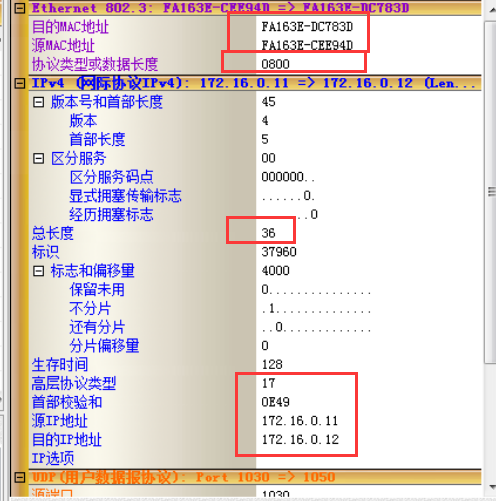 Ethernet 802.3: FA163E-CEE94D => FA163E-DC783D
目的MAC地址 FA163E-DC783D
源MAC地址 FA163E-CEE94D
协议类型或数据长度 0800
IPv4 (网际协议IPv4): 172.16.0.11 => 172.16.0.12 (Len...
版本号和首部长度 45
版本 4
首部长度 5
区分服务 00
区分服务码点 000000..
显式拥塞传输标志 ......0.
经历拥塞标志 .......0
总长度 36
标识 37960
标志和偏移量 4000
保留未用 0...............
不分片 .1..............
还有分片 ..0.............
分片偏移量 0
生存时间 128
高层协议类型 17
首部校验和 0E49
源IP地址 172.16.0.11
目的IP地址 172.16.0.12
IP选项
UDP(用户数据报协议): Port 1030 => 1050
源端口 1030